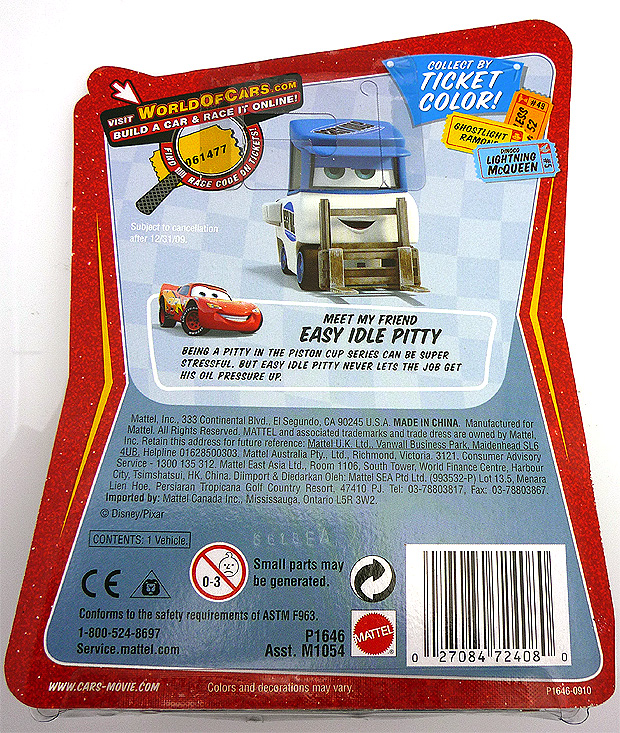 VISIT WORLDOFCARS.COM
BUILD A CAR & RACE IT ONLINE!
061477
FIND RACE CODE ON TICKETS!
Subject to cancellation
after 12/31/09.
COLLECT BY
TICKET
COLOR!
#49
GHOSTLIGHT
DINOCO
LIGHTNING
McQUEEN
#5
MEET MY FRIEND
EASY IDLE PITTY
BEING A PITTY IN THE PISTON CUP SERIES CAN BE SUPER
STRESSFUL. BUT EASY IDLE PITTY NEVER LETS THE JOB GET
HIS OIL PRESSURE UP.
Mattel, Inc., 333 Continental Blvd., El Segundo, CA 90245 U.S.A. MADE IN CHINA. Manufactured for
Mattel. All Rights Reserved. MATTEL and associated trademarks and trade dress are owned by Mattel,
Inc. Retain this address for future reference: Mattel U.K. Ltd., Vanwall Business Park, Maidenhead SL6
4UB. Helpline 01628500303. Mattel Australia Pty., Ltd., Richmond, Victoria. 3121. Consumer Advisory
Service - 1300 135 312. Mattel East Asia Ltd., Room 1106, South Tower, World Finance Centre, Harbour
City, Tsimshatsui, HK, China. Diimport & Diedarkan Oleh: Mattel SEA Ptd Ltd. (993532-P) Lot 13.5, Menara
Lien Hoe, Persiaran Tropicana Golf Country Resort, 47410 PJ. Tel: 03-78803817, Fax: 03-78803867.
Imported by: Mattel Canada Inc., Mississauga, Ontario L5R 3W2.
© Disney/Pixar
CONTENTS: 1 Vehicle.
CE
0-3
Small parts may
be generated.
Conforms to the safety requirements of ASTM F963.
1-800-524-8697
Service.mattel.com
P1646
Asst. M1054
MATTEL
0 27084 72408 0
WWW.CARS-MOVIE.COM
Colors and decorations may vary.
P1646-0910